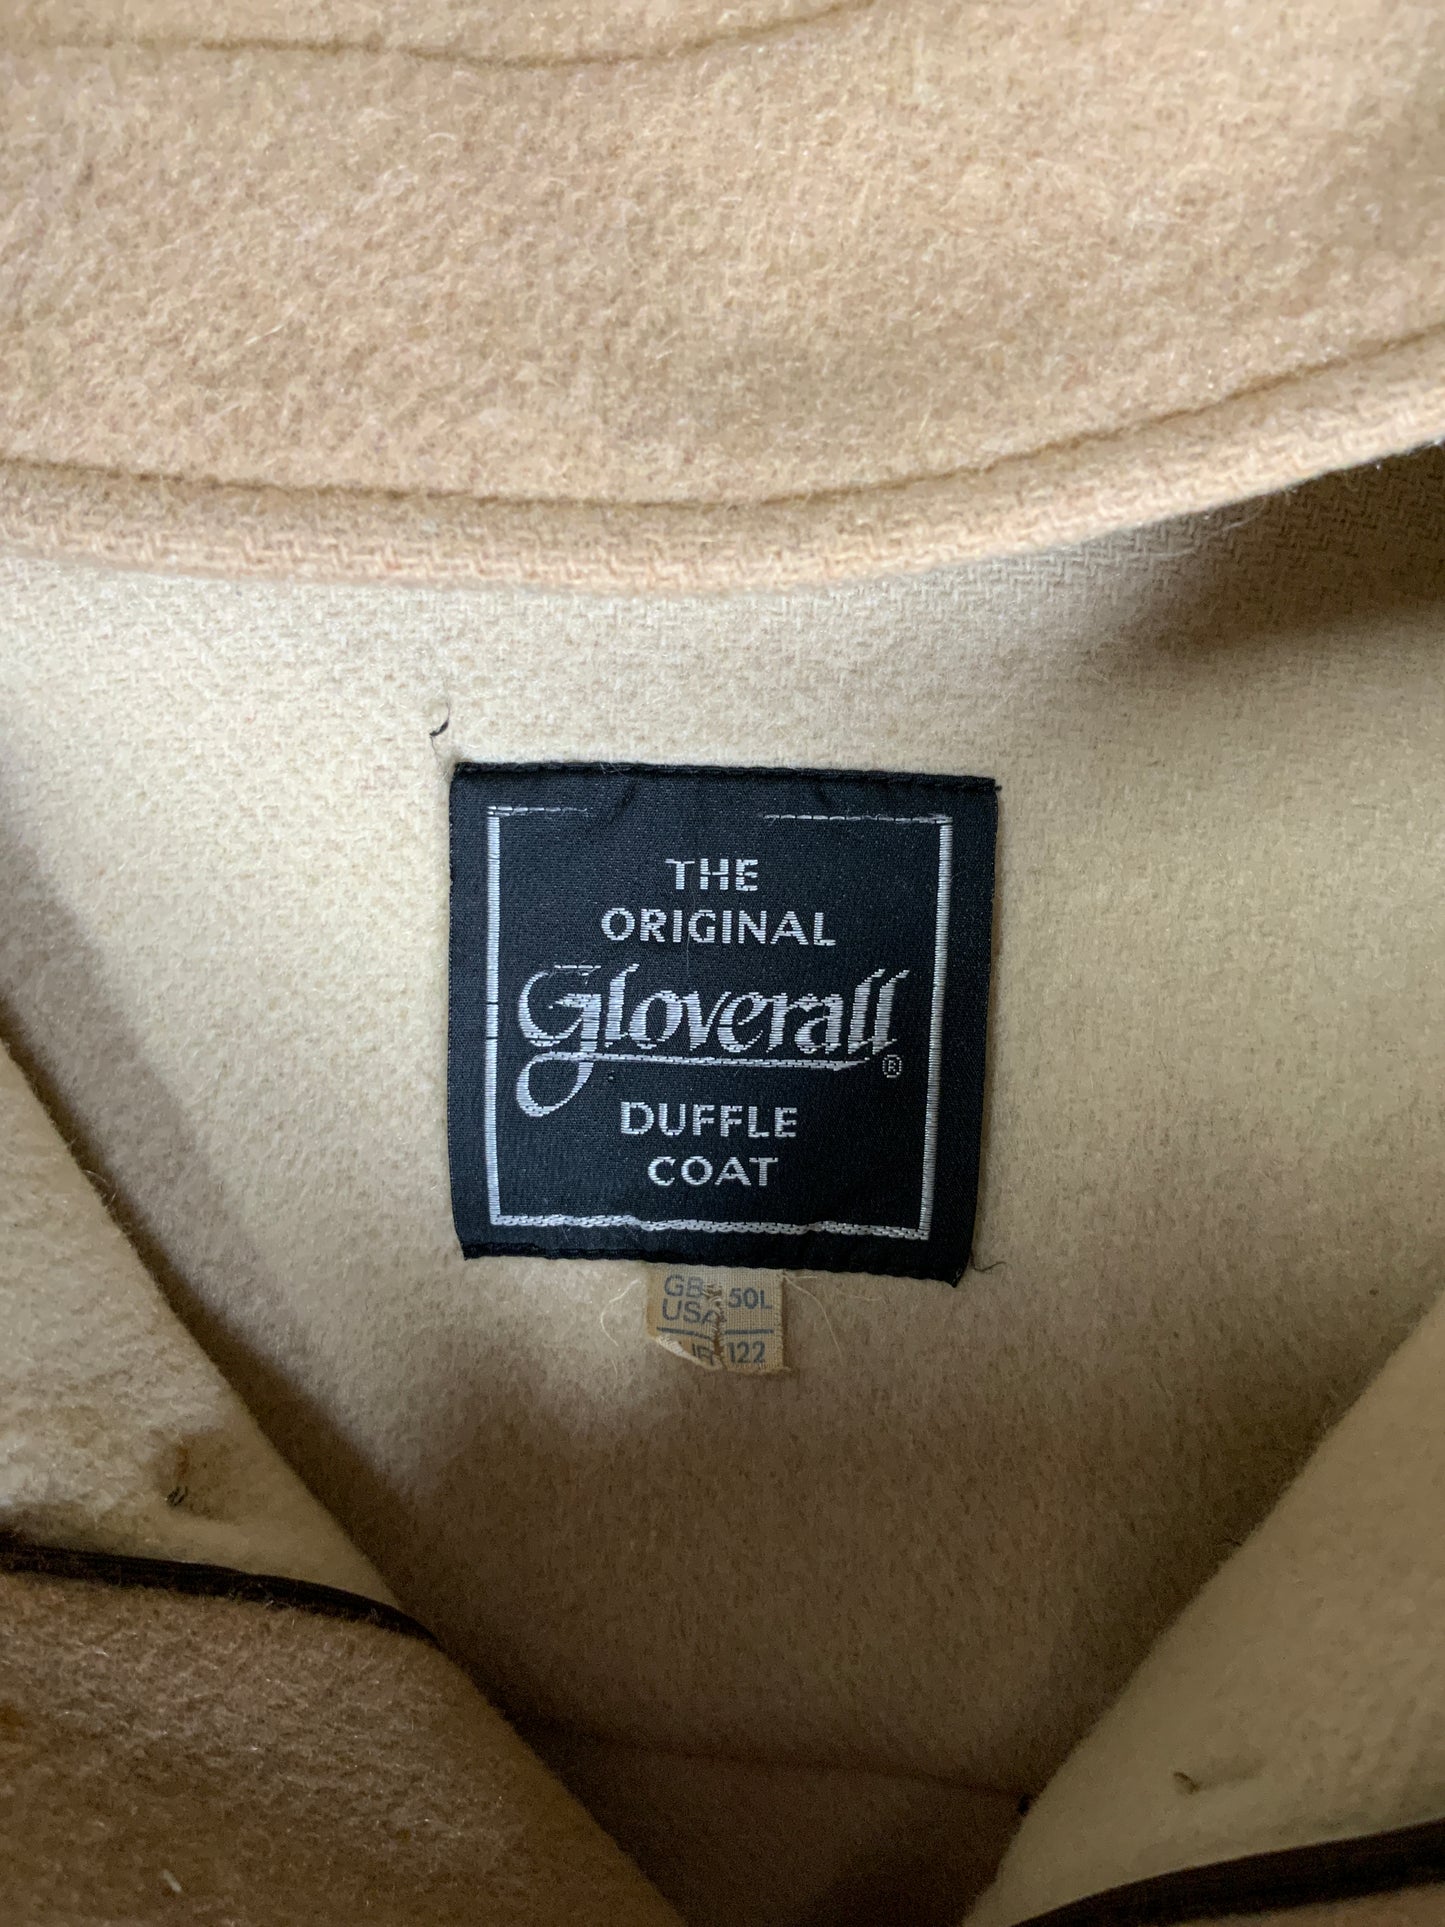 THE
ORIGINAL
Gloverall®
DUFFLE
COAT
GB 50L
USA
122